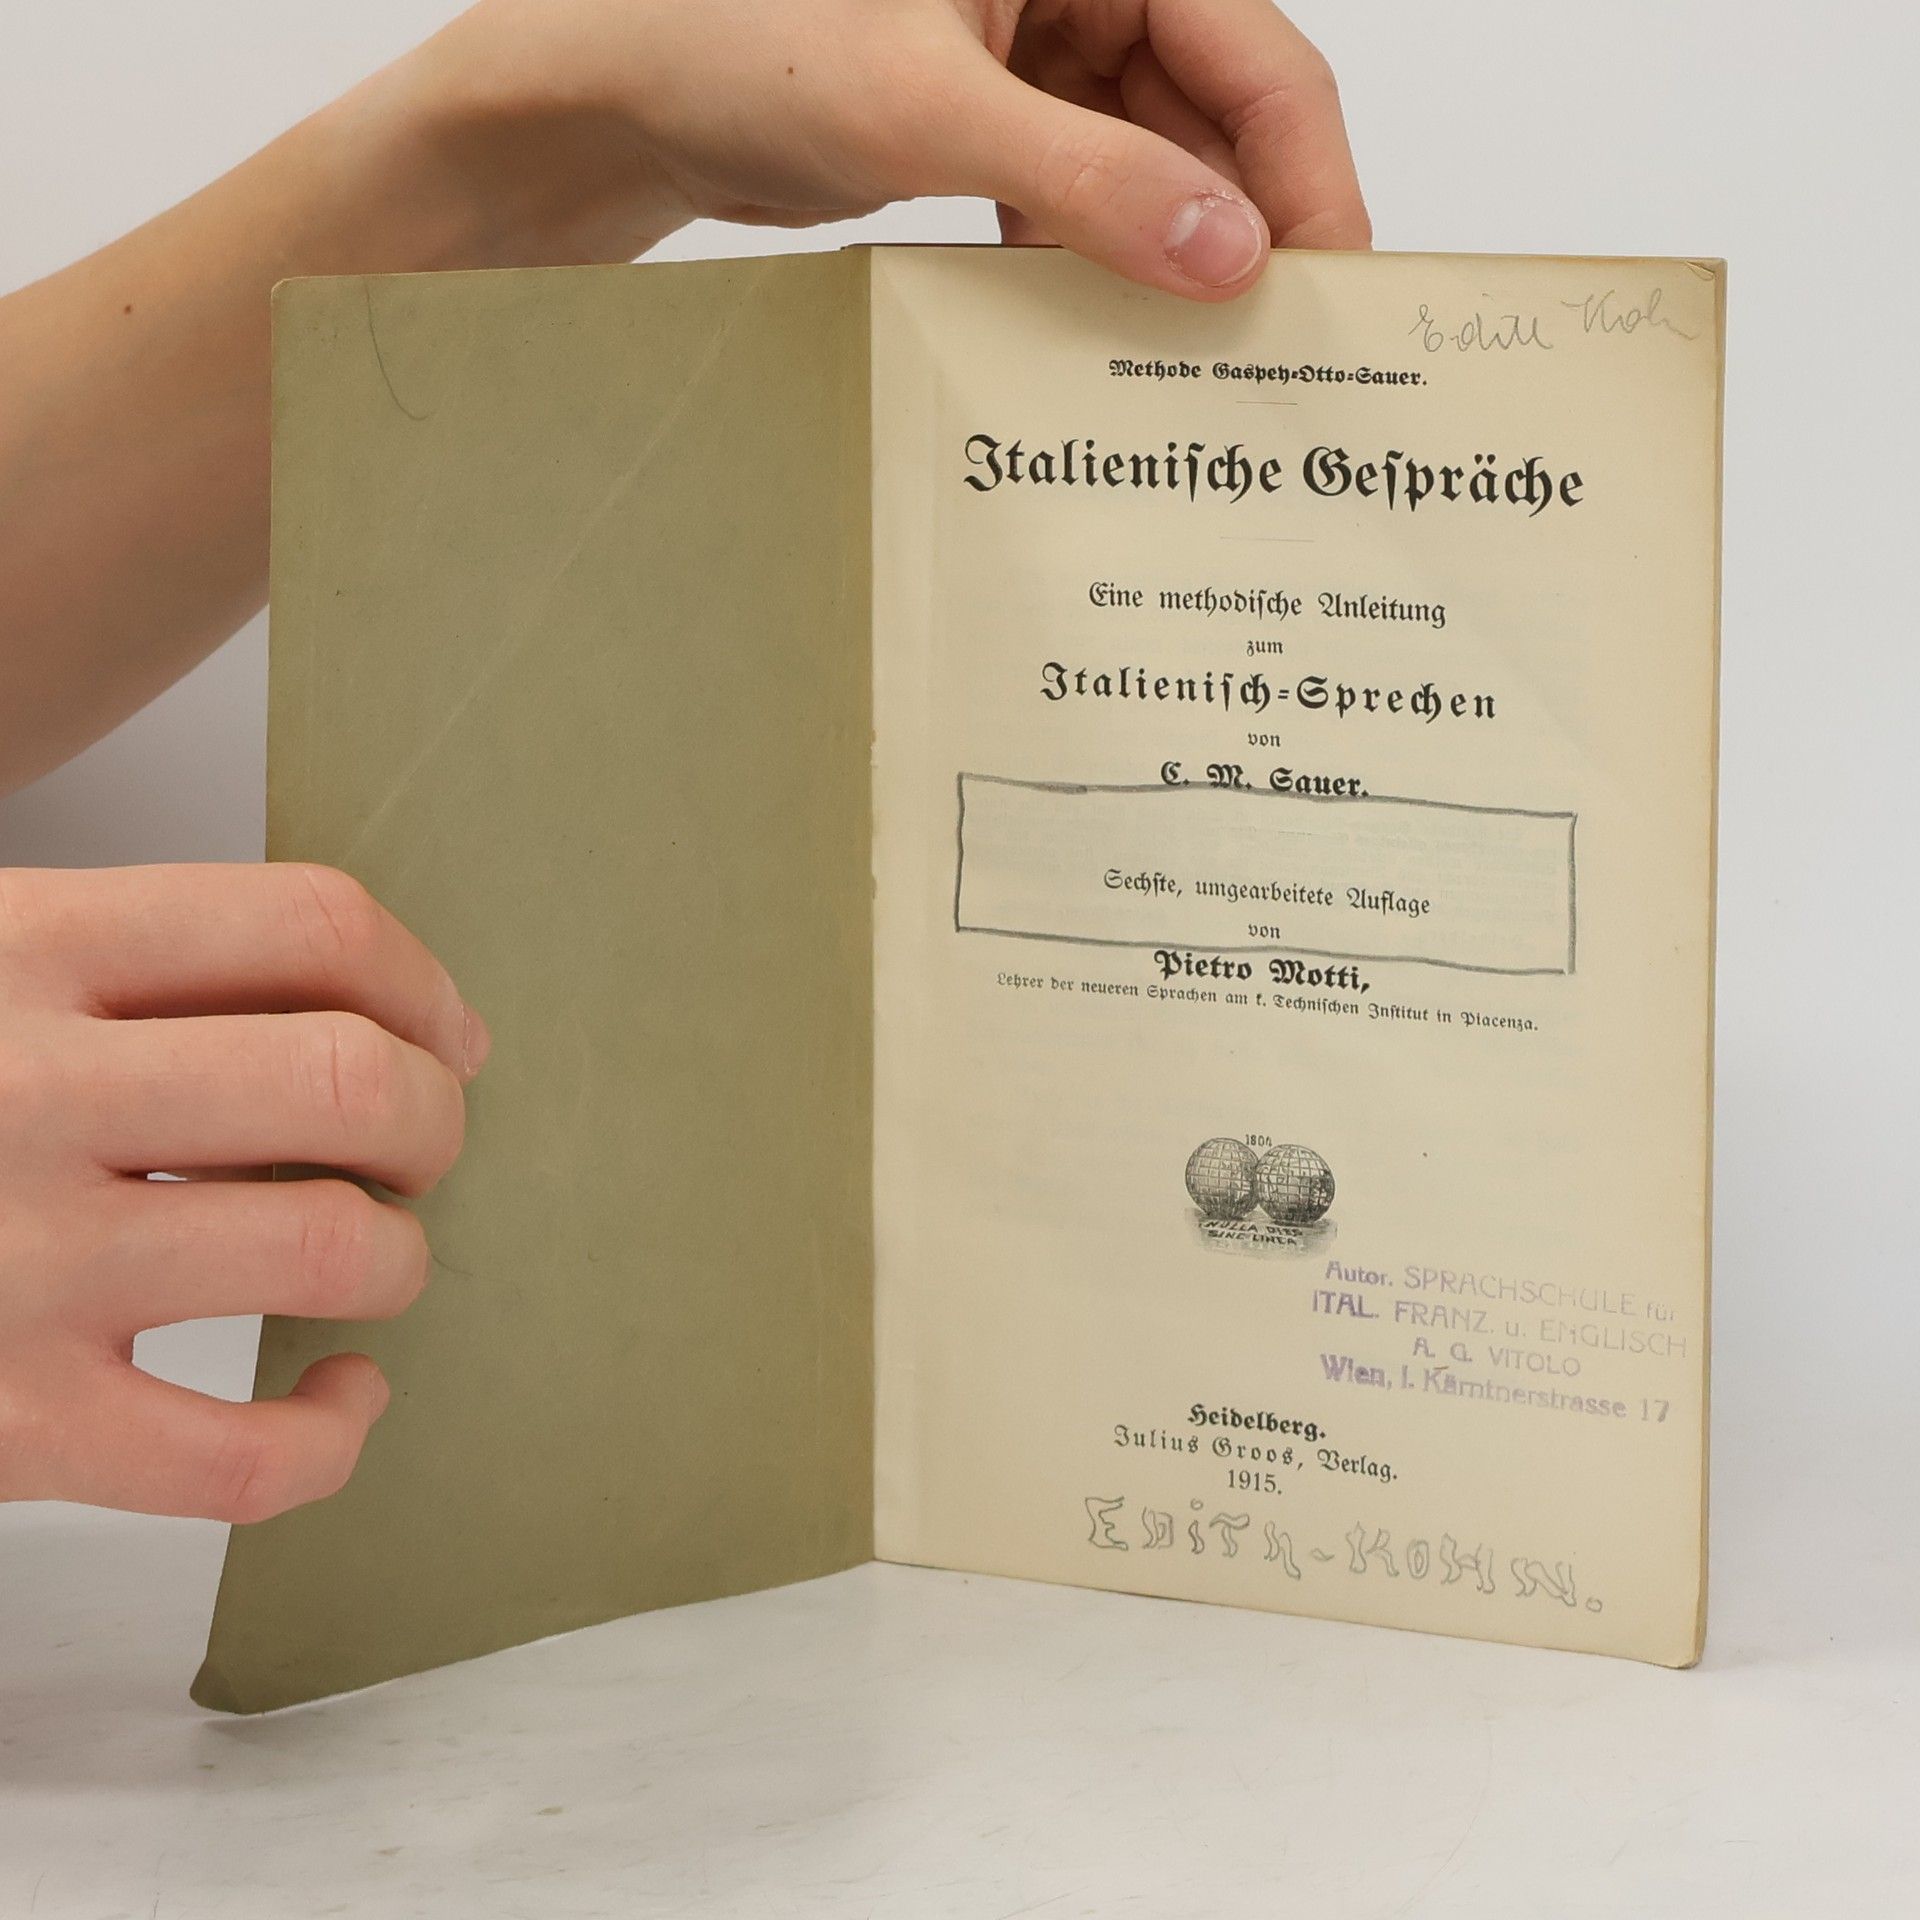 Edith Kohn
Methode Gaspey=Otto=Sauer.
Italieniſche Geſpräche
Eine methodiſche Anleitung
zum
Italieniſch=Sprechen
von
C. M. Sauer.
Sechſte, umgearbeitete Auflage
von
Pietro Motti,
Lehrer der neueren Sprachen am k. Techniſchen Inſtitut in Piacenza.
1804
NULLA DIES
SINE LINEA
Autor. SPRACHSCHULE für
ITAL. FRANZ. u. ENGLISCH
A. G. VITOLO
Wien, I. Kärntnerstrasse 17
Heidelberg.
Julius Groos, Verlag.
1915.
EDiTh-KOHN.